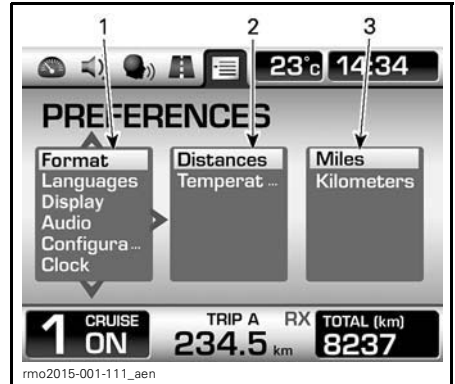 1 2 3
23°c 14:34
PREFERENCES
Format Distances Miles
Languages Temperat ... Kilometers
Display
Audio
Configura ...
Clock
1 CRUISE ON TRIP A 234.5 km RX TOTAL (km) 8237
rmo2015-001-111_aen